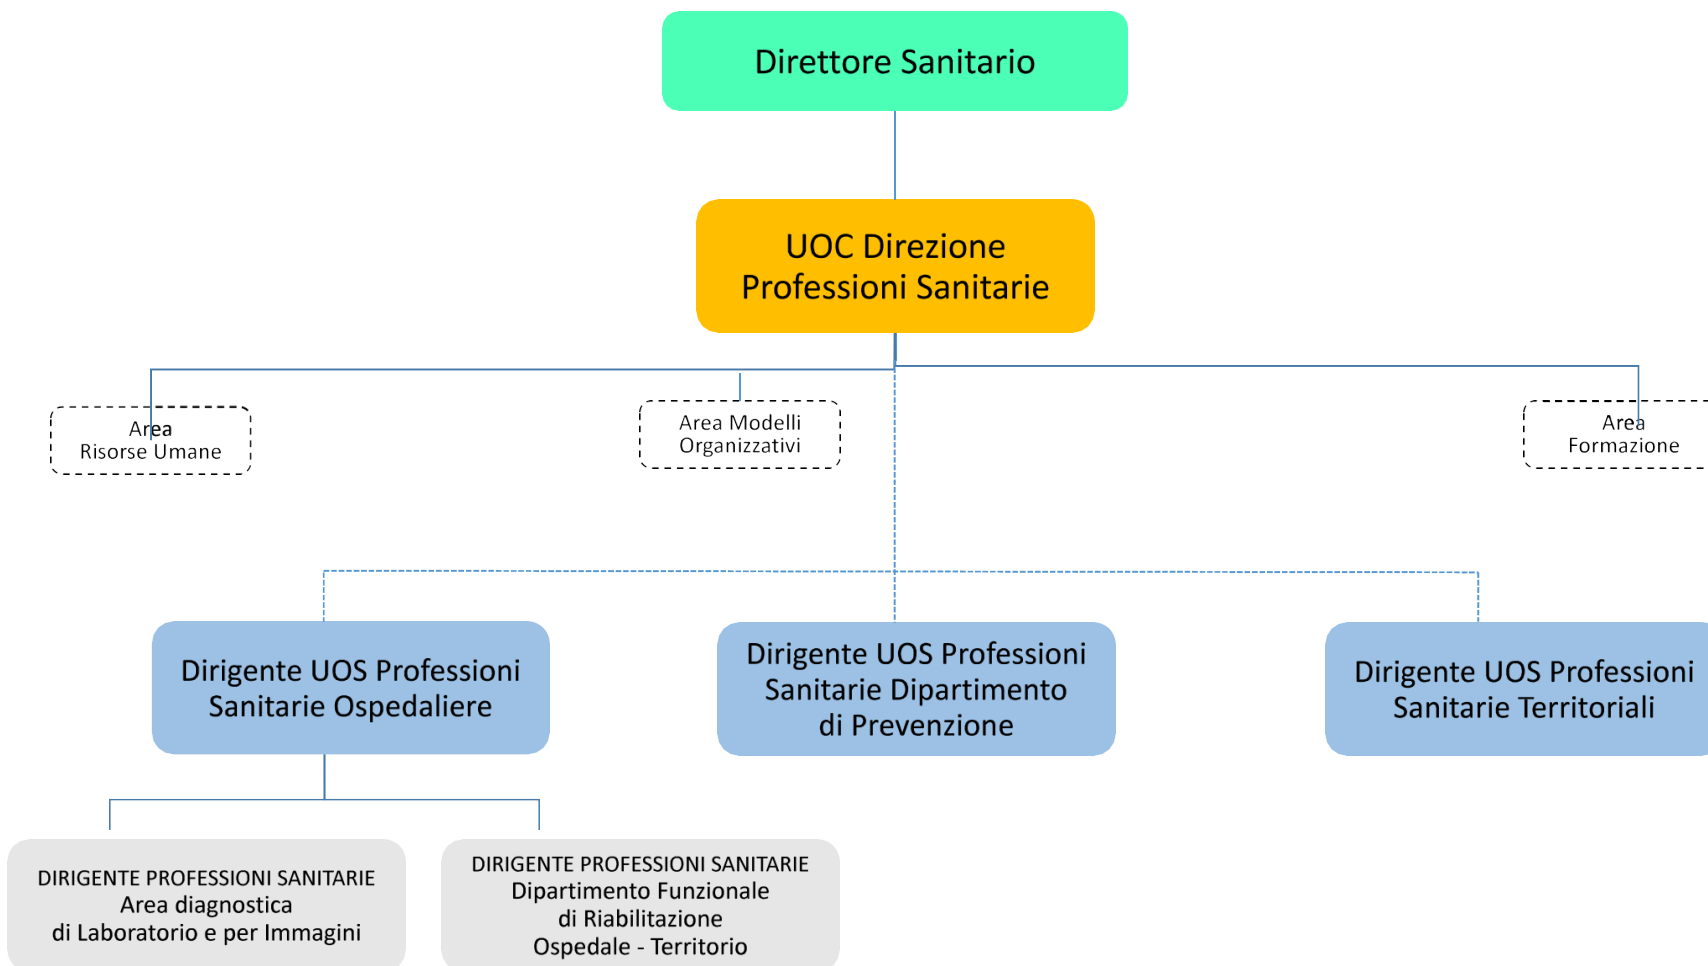 Direttore Sanitario
UOC Direzione
Professioni Sanitarie
Area
Risorse Umane
Area Modelli
Organizzativi
Area
Formazione
Dirigente UOS Professioni
Sanitarie Ospedaliere
Dirigente UOS Professioni
Sanitarie Dipartimento
di Prevenzione
Dirigente UOS Professioni
Sanitarie Territoriali
DIRIGENTE PROFESSIONI SANITARIE
Area diagnostica
di Laboratorio e per Immagini
DIRIGENTE PROFESSIONI SANITARIE
Dipartimento Funzionale
di Riabilitazione
Ospedale - Territorio